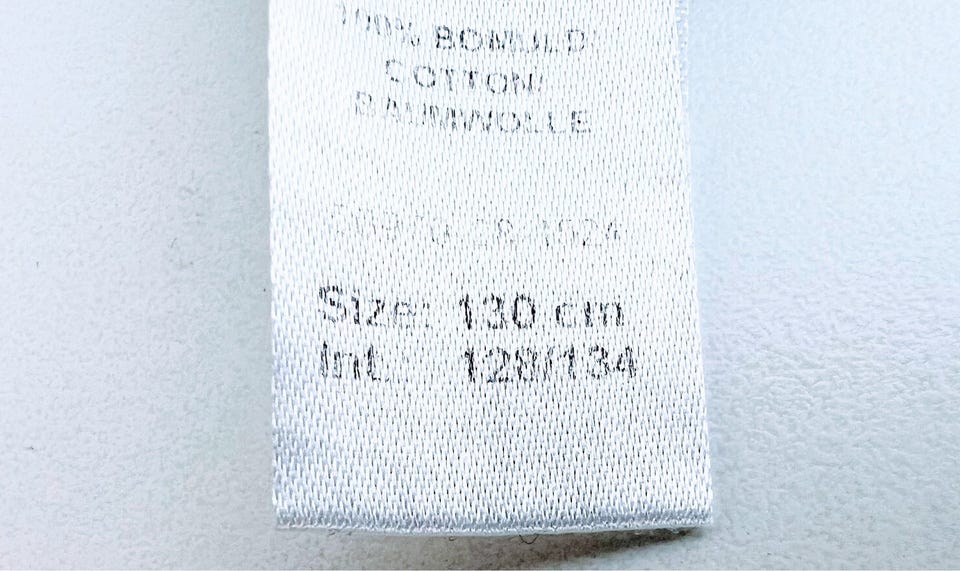 100% BOMULD
COTTON/
BAUMWOLLE
Size: 130 cm
Int.: 128/134